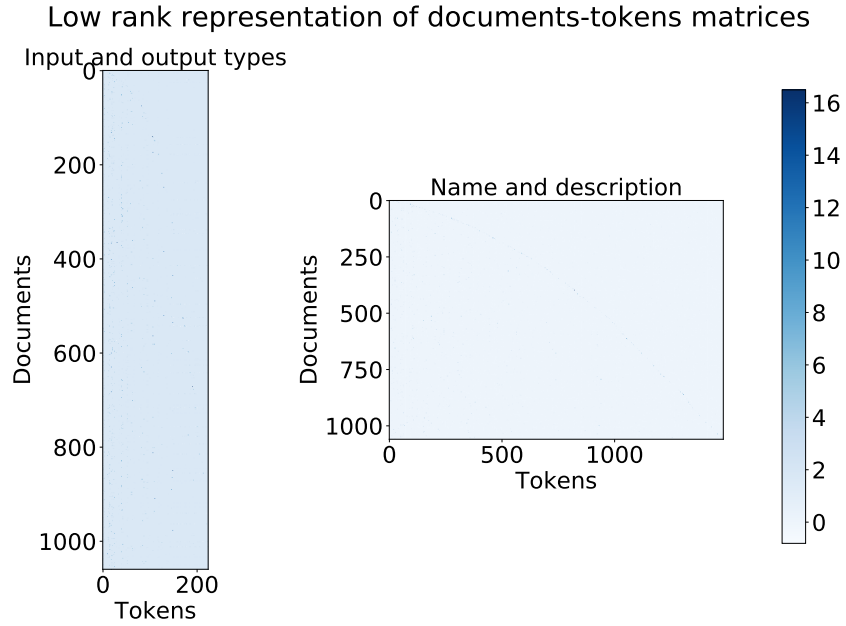 Low rank representation of documents-tokens matrices
Input and output types
0
200
400
600
800
1000
Documents
0 200
Tokens
Name and description
0
250
500
750
1000
Documents
0 500 1000
Tokens
16
14
12
10
8
6
4
2
0